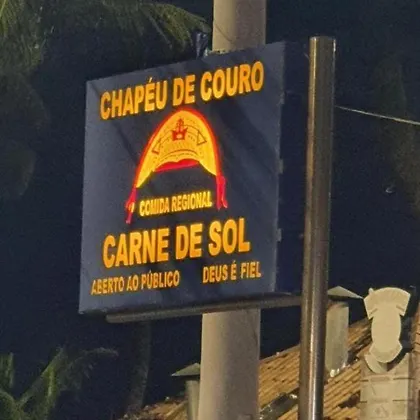 CHAPÉU DE COURO
COMIDA REGIONAL
CARNE DE SOL
ABERTO AO PÚBLICO DEUS É FIEL